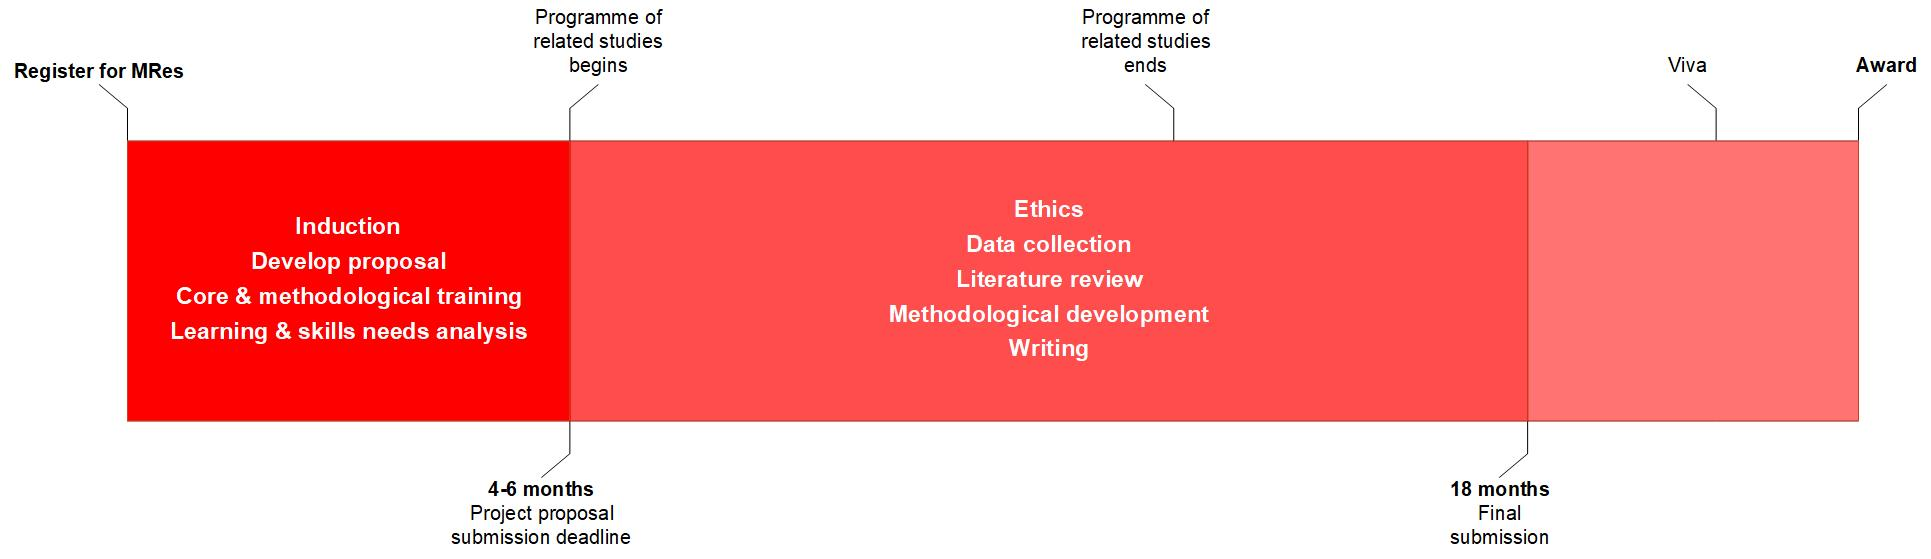 Register for MRes
Programme of
related studies
begins
Programme of
related studies
ends
Viva
Award
Induction
Develop proposal
Core & methodological training
Learning & skills needs analysis
Ethics
Data collection
Literature review
Methodological development
Writing
4-6 months
Project proposal
submission deadline
18 months
Final
submission